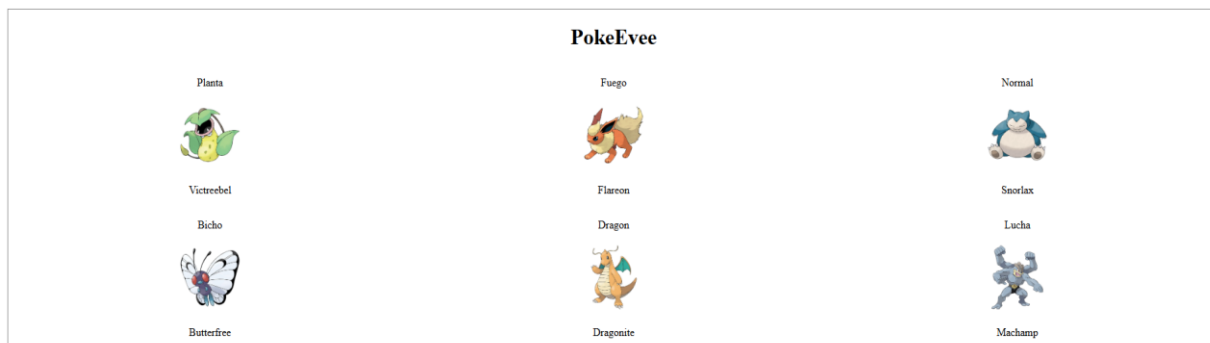 PokeEvee
Planta Fuego Normal
Victreebel Flareon Snorlax
Bicho Dragon Lucha
Butterfree Dragonite Machamp